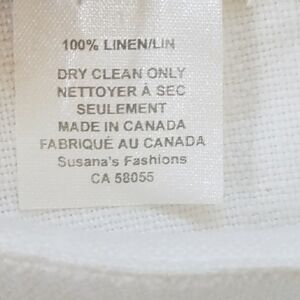 100% LINEN/LIN
DRY CLEAN ONLY
NETTOYER À SEC
SEULEMENT
MADE IN CANADA
FABRIQUÉ AU CANADA
Susana's Fashions
CA 58055